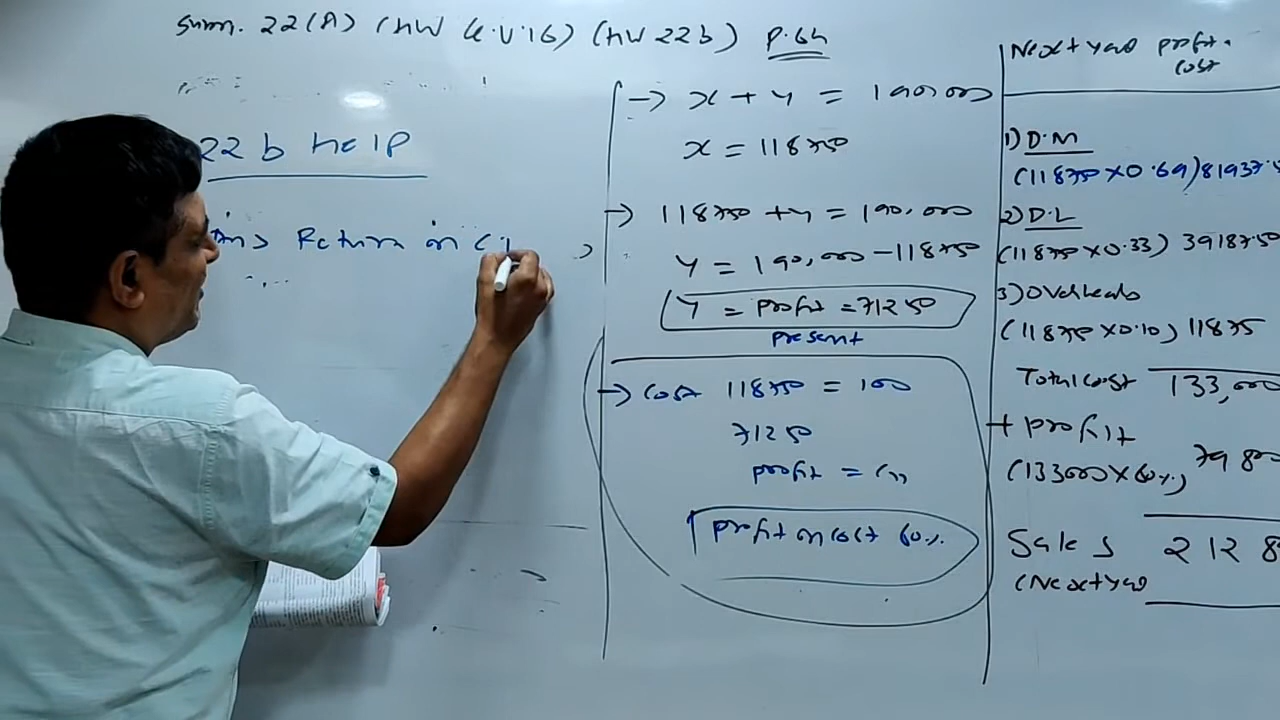 Sum. 22(A) (HW 6.V.16) (HW 22b) P.64
22 b help
Ans Return on C
→ x + y = 190,000
x = 118750
→ 118750 + y = 190,000
y = 190,000 - 118750
y = profit = 71250
present
→ cost 118750 = 100
71250
profit = (?)
profit on cost 60%
Next year profit.
cost
1) D.M
(118750 x 0.69) 81937.
2) D.L
(118750 x 0.33) 39187.50
3) Overheads
(118750 x 0.10) 11875
Total cost 133,000
+ profit
(133000 x 60%) 79 800
Sales 212 8
(Next year